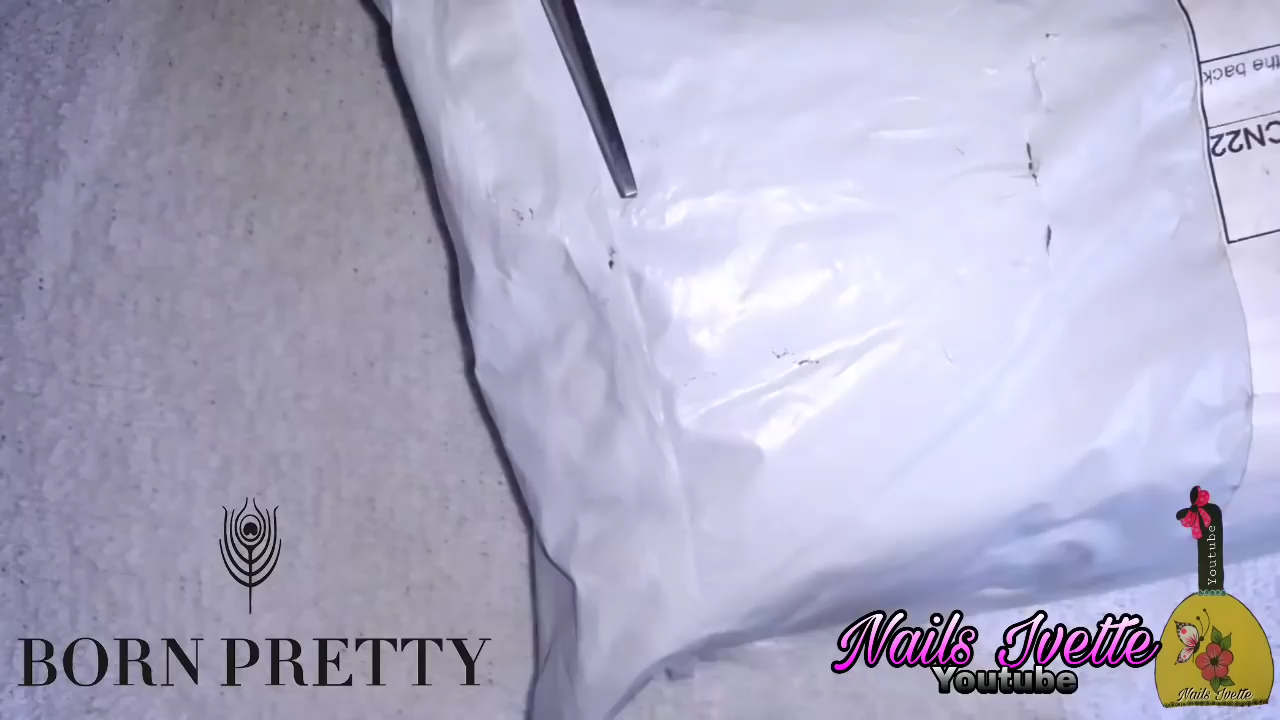 the back
CN22
BORN PRETTY
Nails Ivette
Youtube
Youtube
Nails Ivette